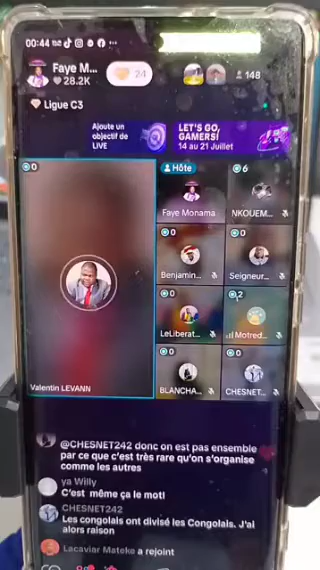 00:44
Faye M...
28.2K
24
148
Ligue C3
Ajoute un
objectif de
LIVE
LET'S GO,
GAMERS!
14 au 21 Juillet
0
Hôte
6
Faye Monama
NKOUEM...
0
0
Benjamin...
Seigneur...
0
2
LeLiberat...
Motred...
0
0
Valentin LEVANN
BLANCHA...
CHESNET...
@CHESNET242 donc on est pas ensemble
par ce que c'est très rare qu'on s'organise
comme les autres
ya Willy
C'est même ça le mot!
CHESNET242
Les congolais ont divisé les Congolais. J'ai
alors raison
Lacaviar Mateke a rejoint